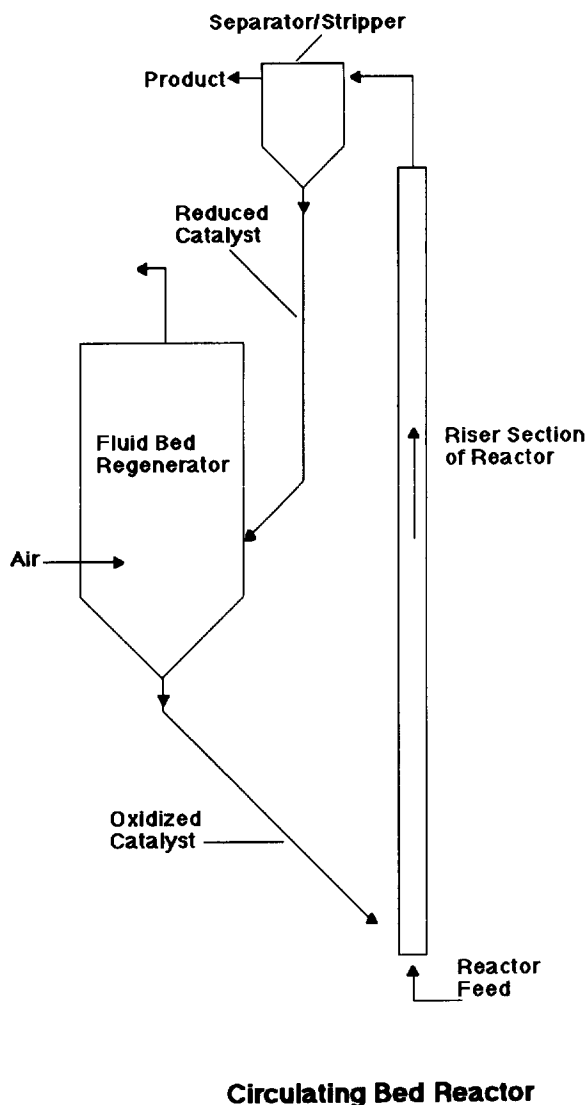 Separator/Stripper
Product
Reduced
Catalyst
Fluid Bed
Regenerator
Riser Section
of Reactor
Air
Oxidized
Catalyst
Reactor
Feed
Circulating Bed Reactor